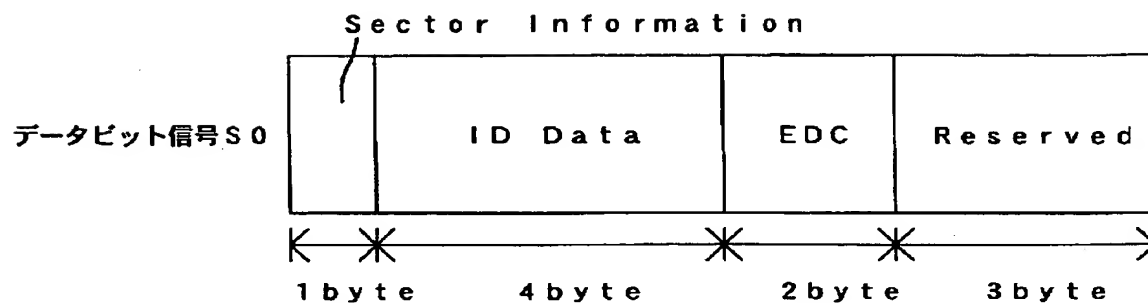 Sector Information
データビット信号S0
ID Data
EDC
Reserved
1byte
4byte
2byte
3byte